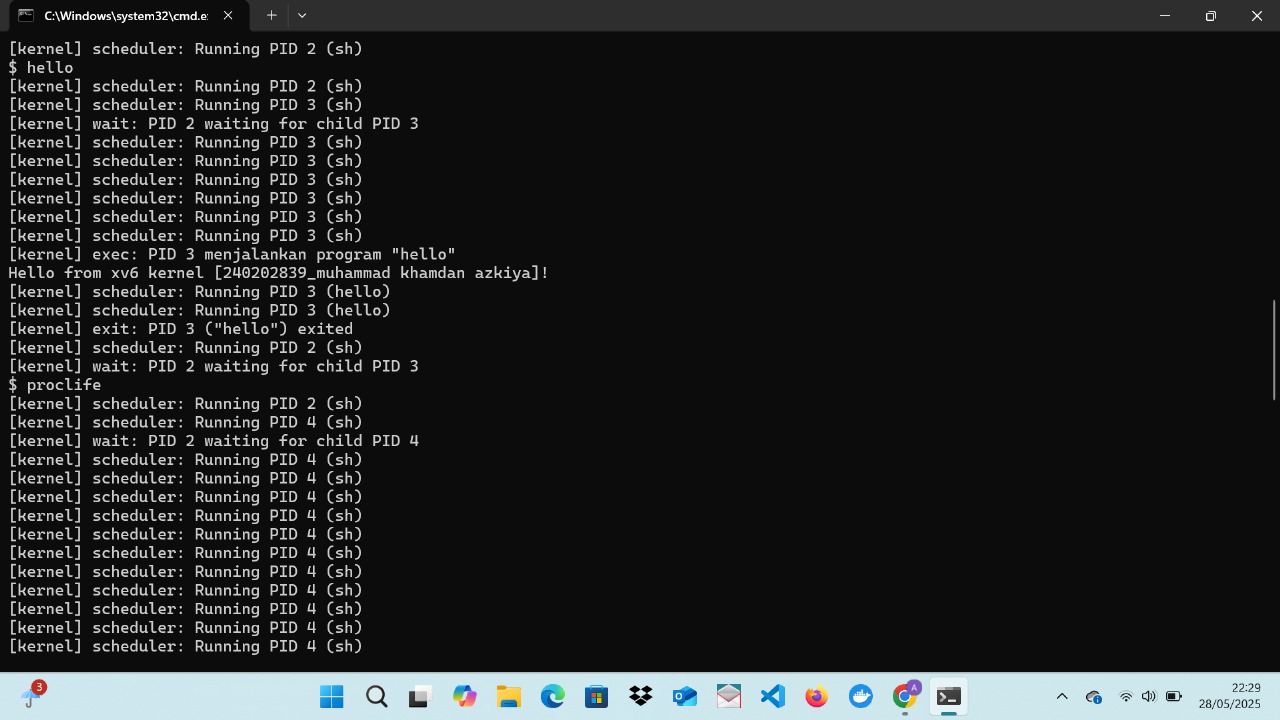 C:\Windows\system32\cmd.e
[kernel] scheduler: Running PID 2 (sh)
$ hello
[kernel] scheduler: Running PID 2 (sh)
[kernel] scheduler: Running PID 3 (sh)
[kernel] wait: PID 2 waiting for child PID 3
[kernel] scheduler: Running PID 3 (sh)
[kernel] scheduler: Running PID 3 (sh)
[kernel] scheduler: Running PID 3 (sh)
[kernel] scheduler: Running PID 3 (sh)
[kernel] scheduler: Running PID 3 (sh)
[kernel] scheduler: Running PID 3 (sh)
[kernel] exec: PID 3 menjalankan program "hello"
Hello from xv6 kernel [240202839_muhammad khamdan azkiya]!
[kernel] scheduler: Running PID 3 (hello)
[kernel] scheduler: Running PID 3 (hello)
[kernel] exit: PID 3 ("hello") exited
[kernel] scheduler: Running PID 2 (sh)
[kernel] wait: PID 2 waiting for child PID 3
$ proclife
[kernel] scheduler: Running PID 2 (sh)
[kernel] scheduler: Running PID 4 (sh)
[kernel] wait: PID 2 waiting for child PID 4
[kernel] scheduler: Running PID 4 (sh)
[kernel] scheduler: Running PID 4 (sh)
[kernel] scheduler: Running PID 4 (sh)
[kernel] scheduler: Running PID 4 (sh)
[kernel] scheduler: Running PID 4 (sh)
[kernel] scheduler: Running PID 4 (sh)
[kernel] scheduler: Running PID 4 (sh)
[kernel] scheduler: Running PID 4 (sh)
[kernel] scheduler: Running PID 4 (sh)
[kernel] scheduler: Running PID 4 (sh)
[kernel] scheduler: Running PID 4 (sh)
3
A
22:29
28/05/2025